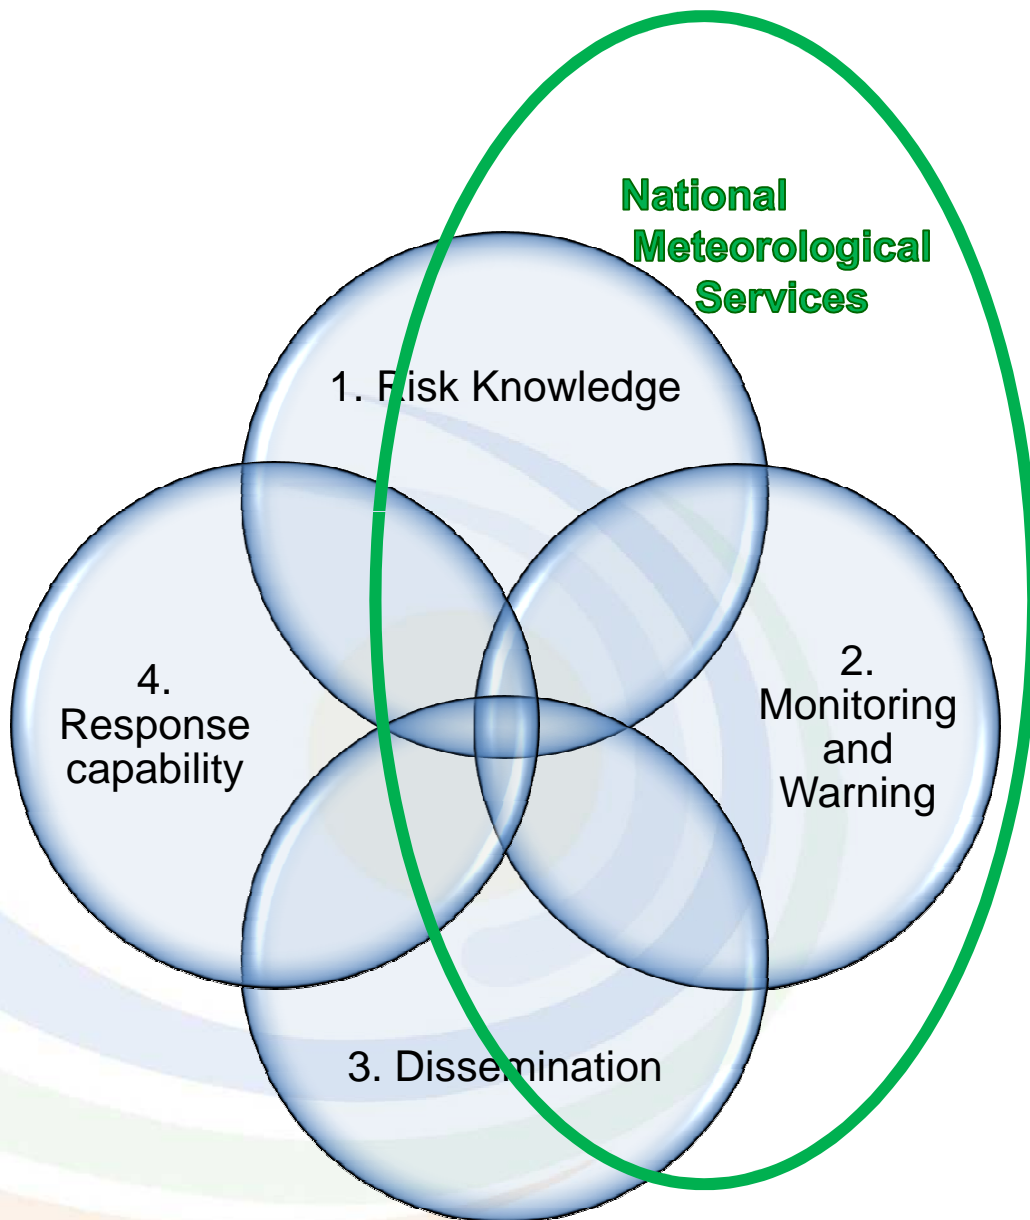 National
Meteorological
Services
1. Risk Knowledge
2.
Monitoring
and
Warning
4.
Response
capability
3. Dissemination